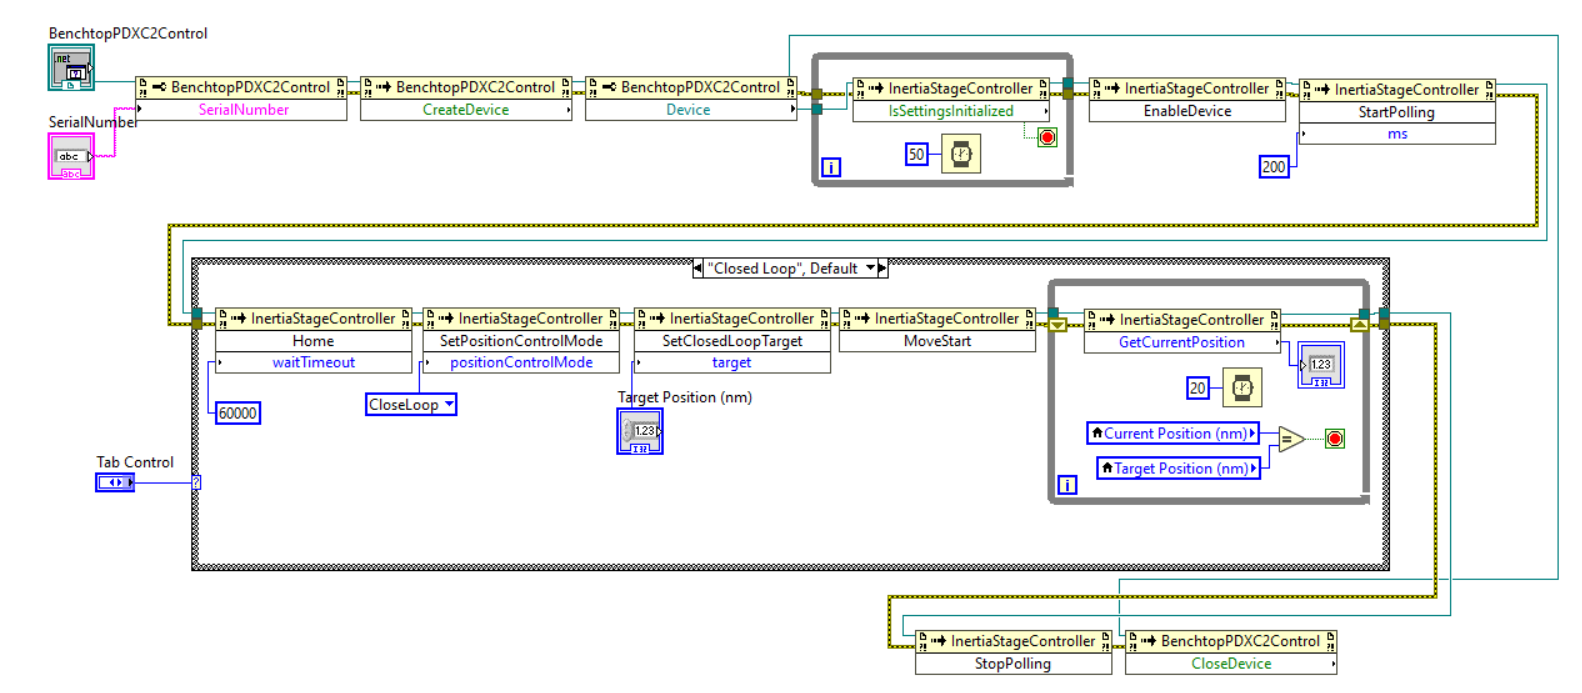 BenchtopPDXC2Control
.net
SerialNumber
abc
abc
BenchtopPDXC2Control
SerialNumber
BenchtopPDXC2Control
CreateDevice
BenchtopPDXC2Control
Device
InertiaStageController
IsSettingsInitialized
50
i
InertiaStageController
EnableDevice
InertiaStageController
StartPolling
ms
200
"Closed Loop", Default
InertiaStageController
Home
waitTimeout
60000
InertiaStageController
SetPositionControlMode
positionControlMode
CloseLoop
InertiaStageController
SetClosedLoopTarget
target
Target Position (nm)
1.23
I32
InertiaStageController
MoveStart
InertiaStageController
GetCurrentPosition
1.23
I32
20
Current Position (nm)
Target Position (nm)
=
i
Tab Control
?
InertiaStageController
StopPolling
BenchtopPDXC2Control
CloseDevice